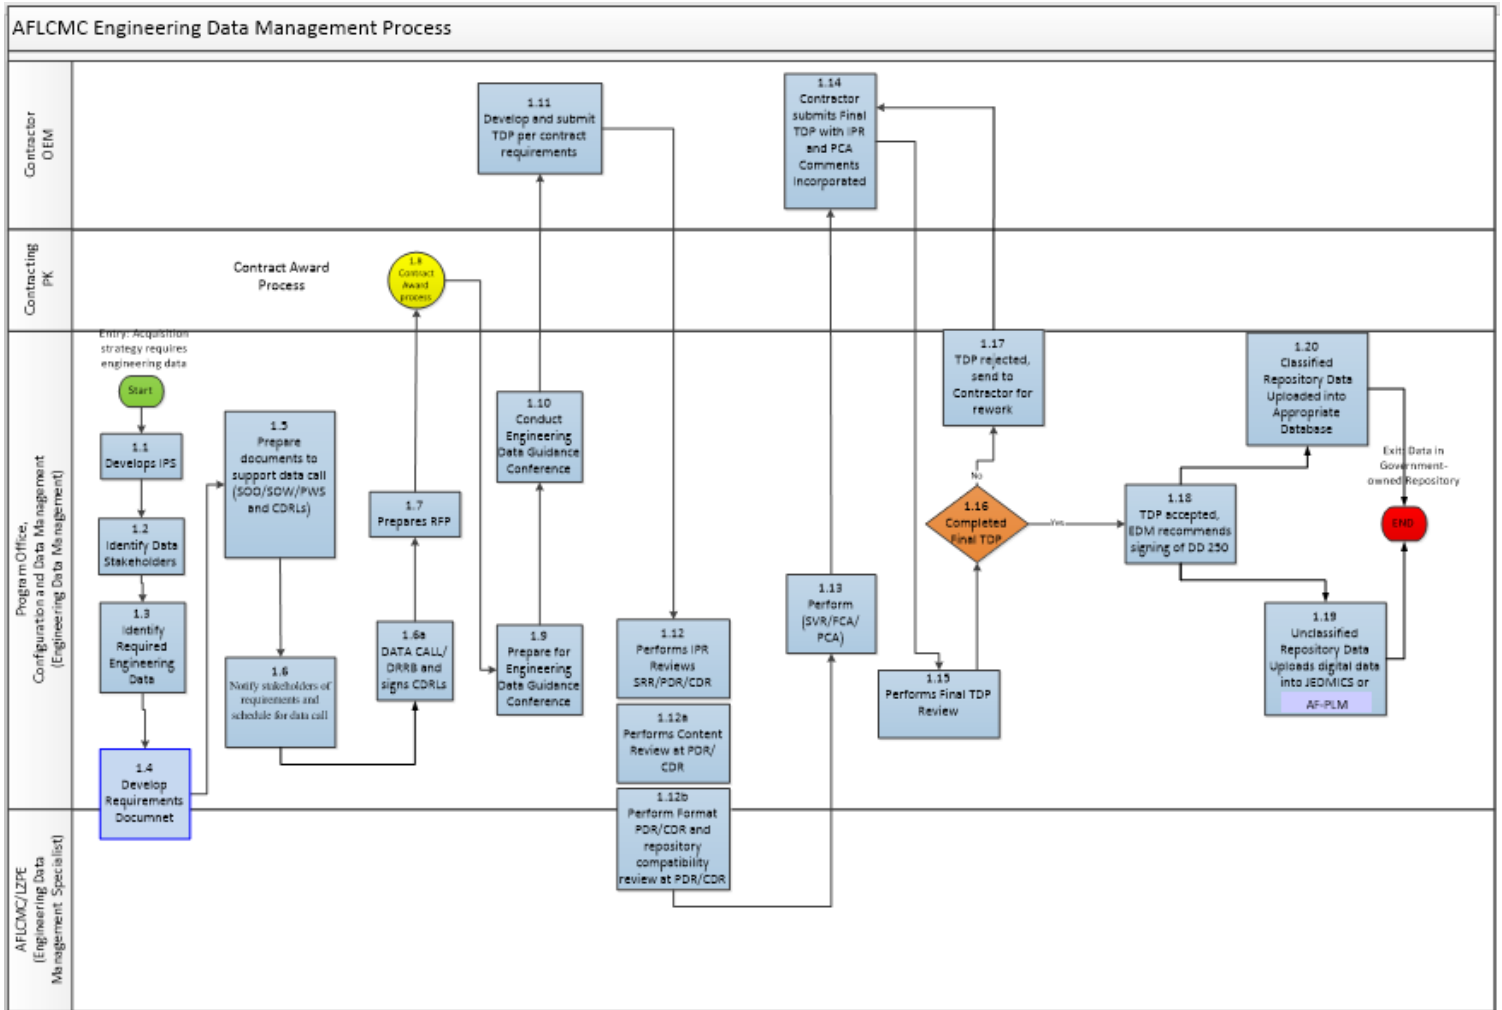 AFLCMC Engineering Data Management Process
Contractor
OEM
1.11
Develop and submit
TDP per contract
requirements
1.14
Contractor
submits Final
TDP with IPR
and PCA
Comments
Incorporated
Contracting
PK
Contract Award
Process
1.8
Contract
Award
process
Program Office,
Configuration and Data Management
(Engineering Data Management)
Entry: Acquisition
strategy requires
engineering data
Start
1.1
Develops IPS
1.2
Identify Data
Stakeholders
1.3
Identify
Required
Engineering
Data
1.4
Develop
Requirements
Documnet
1.5
Prepare
documents to
support data call
(SOO/SOW/PWS
and CDRLs)
1.6
Notify stakeholders of
requirements and
schedule for data call
1.6a
DATA CALL/
DRRB and
signs CDRLs
1.7
Prepares RFP
1.9
Prepare for
Engineering
Data Guidance
Conference
1.10
Conduct
Engineering
Data Guidance
Conference
1.12
Performs IPR
Reviews
SRR/PDR/CDR
1.12a
Performs Content
Review at PDR/
CDR
1.12b
Perform Format
PDR/CDR and
repository
compatibility
review at PDR/CDR
1.13
Perform
(SVR/FCA/
PCA)
1.15
Performs Final TDP
Review
1.16
Completed
Final TDP
No
Yes
1.17
TDP rejected,
send to
Contractor for
rework
1.18
TDP accepted,
EDM recommends
signing of DD 250
1.20
Classified
Repository Data
Uploaded into
Appropriate
Database
1.19
Unclassified
Repository Data
Uploads digital data
into JEDMICS or
AF-PLM
Exit: Data in
Government-
owned Repository
END
AFLCMC/LZPE
(Engineering Data
Management Specialist)